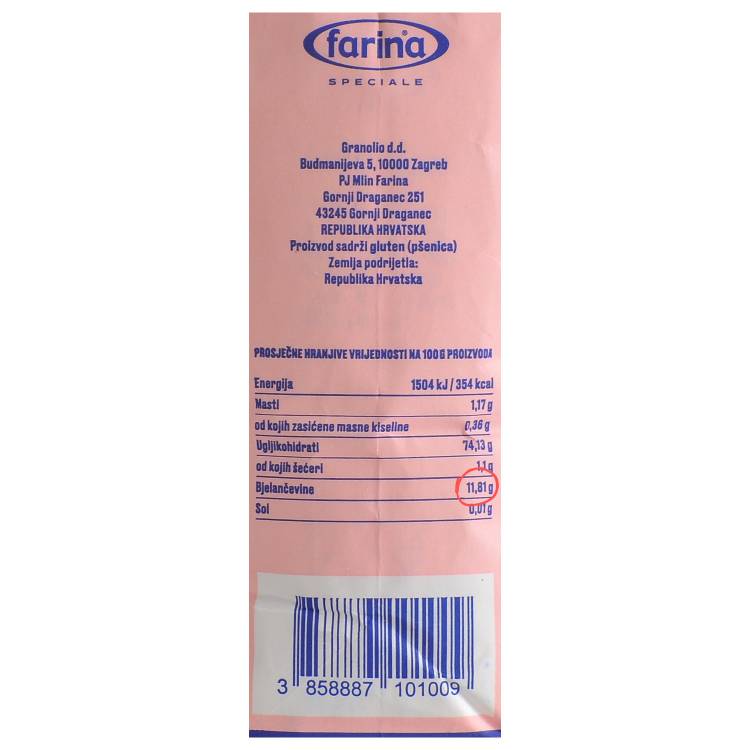 farina
SPECIALE
Granolio d.d.
Budmanijeva 5, 10000 Zagreb
PJ Mlin Farina
Gornji Draganec 251
43245 Gornji Draganec
REPUBLIKA HRVATSKA
Proizvod sadrži gluten (pšenica)
Zemlja podrijetla:
Republika Hrvatska
PROSJEČNE HRANJIVE VRIJEDNOSTI NA 100 G PROIZVODA
Energija 1504 kJ / 354 kcal
Masti 1,17 g
od kojih zasićene masne kiseline 0,36 g
Ugljikohidrati 74,13 g
od kojih šećeri 1,1 g
Bjelančevine 11,81 g
Sol 0,01 g
3 858887 101009